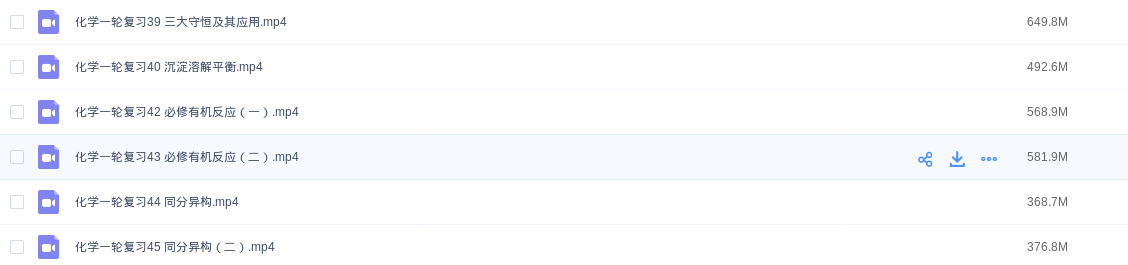 化学一轮复习39 三大守恒及其应用.mp4 649.8M
化学一轮复习40 沉淀溶解平衡.mp4 492.6M
化学一轮复习42 必修有机反应（一）.mp4 568.9M
化学一轮复习43 必修有机反应（二）.mp4 581.9M
化学一轮复习44 同分异构.mp4 368.7M
化学一轮复习45 同分异构（二）.mp4 376.8M